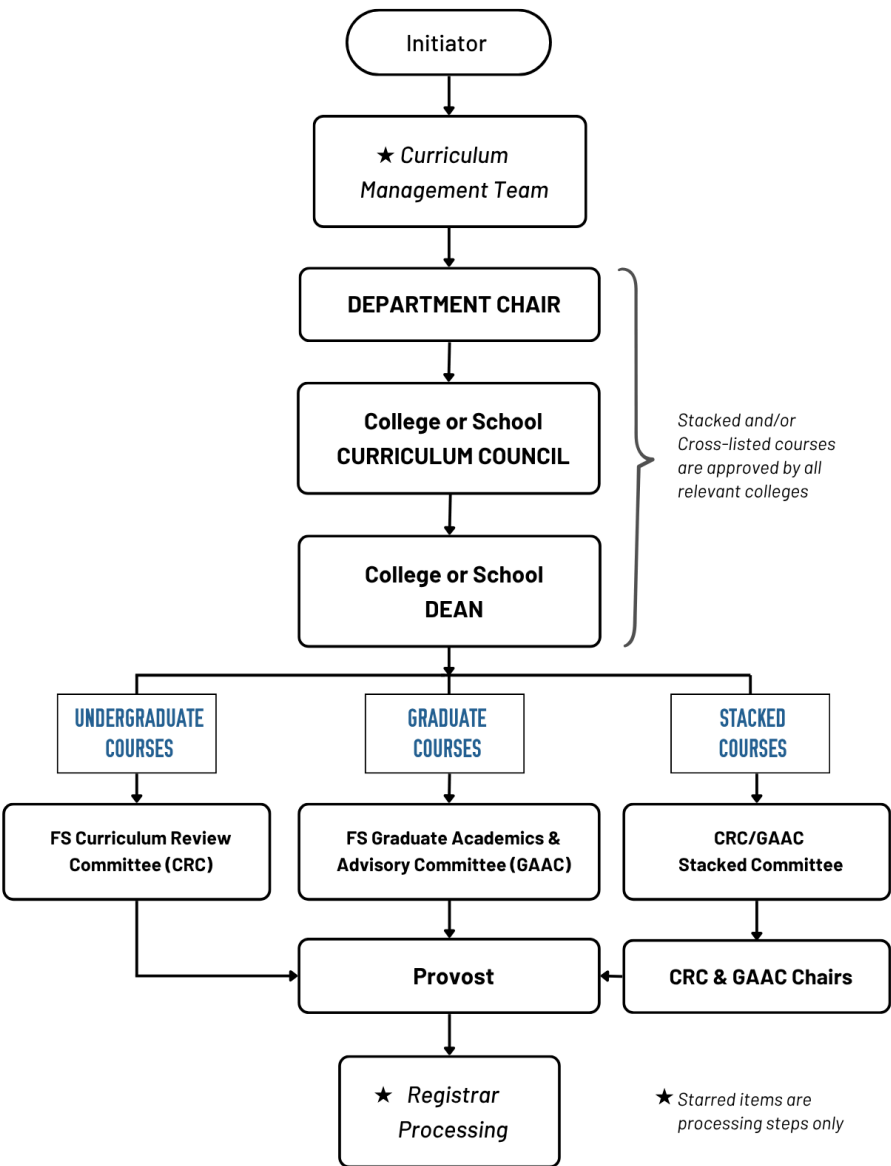 Initiator
★ Curriculum
Management Team
DEPARTMENT CHAIR
College or School
CURRICULUM COUNCIL
Stacked and/or
Cross-listed courses
are approved by all
relevant colleges
College or School
DEAN
UNDERGRADUATE
COURSES
GRADUATE
COURSES
STACKED
COURSES
FS Curriculum Review
Committee (CRC)
FS Graduate Academics &
Advisory Committee (GAAC)
CRC/GAAC
Stacked Committee
Provost
CRC & GAAC Chairs
★ Registrar
Processing
★ Starred items are
processing steps only